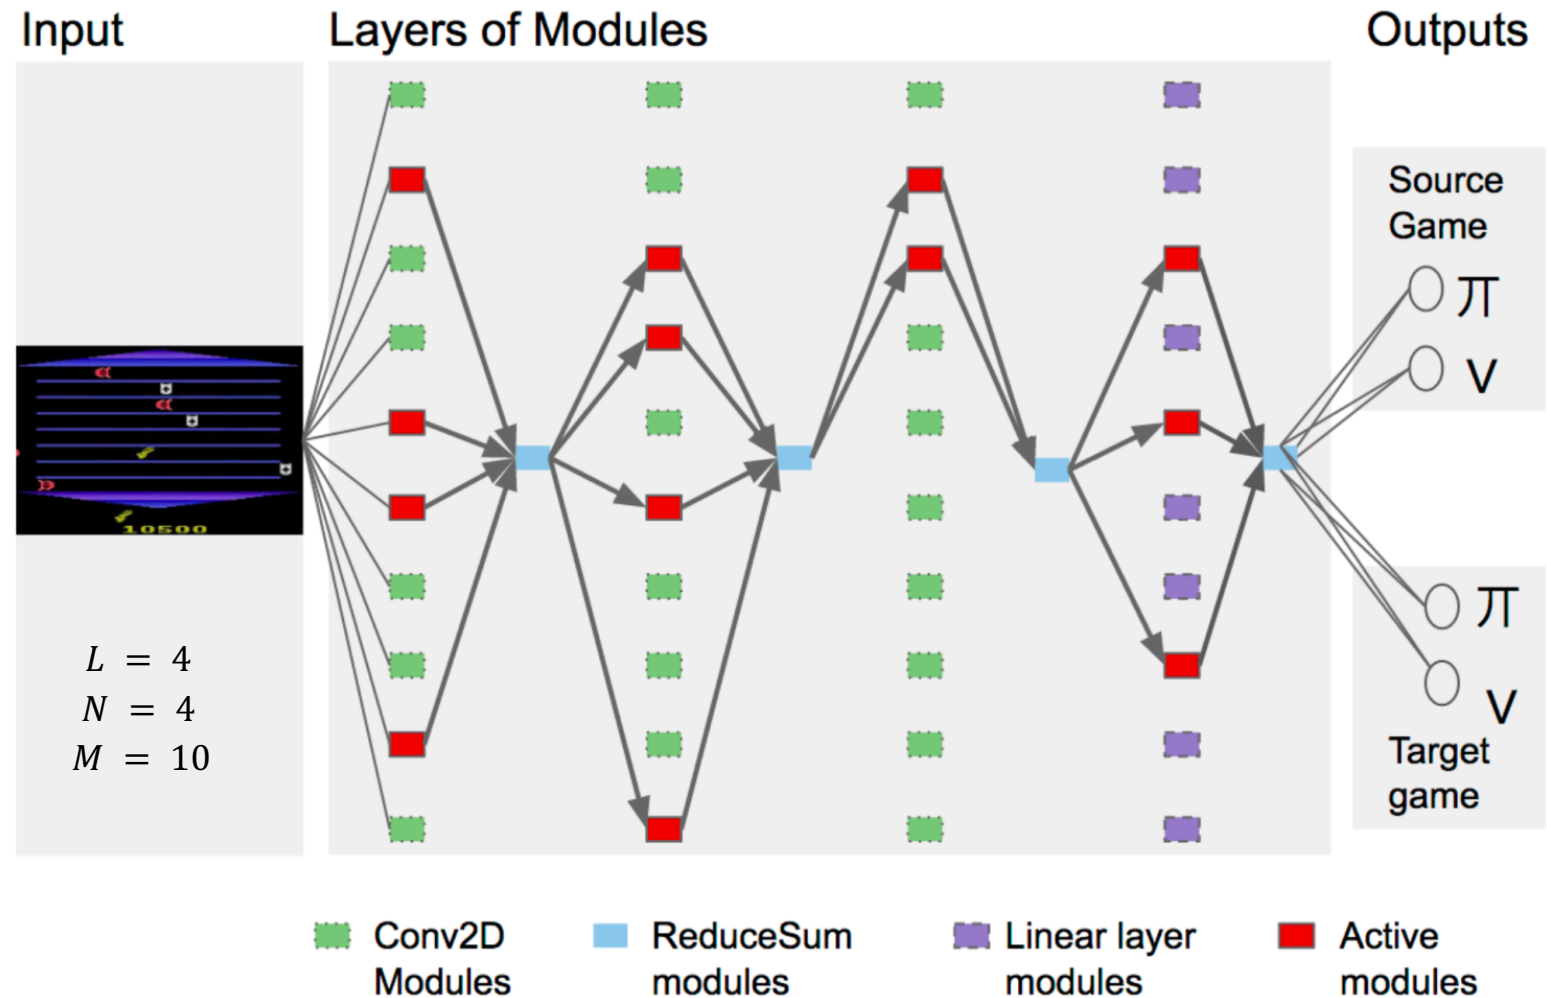 Input
Layers of Modules
Outputs
10500
L = 4
N = 4
M = 10
Source
Game
π
V
π
V
Target
game
Conv2D
Modules
ReduceSum
modules
Linear layer
modules
Active
modules